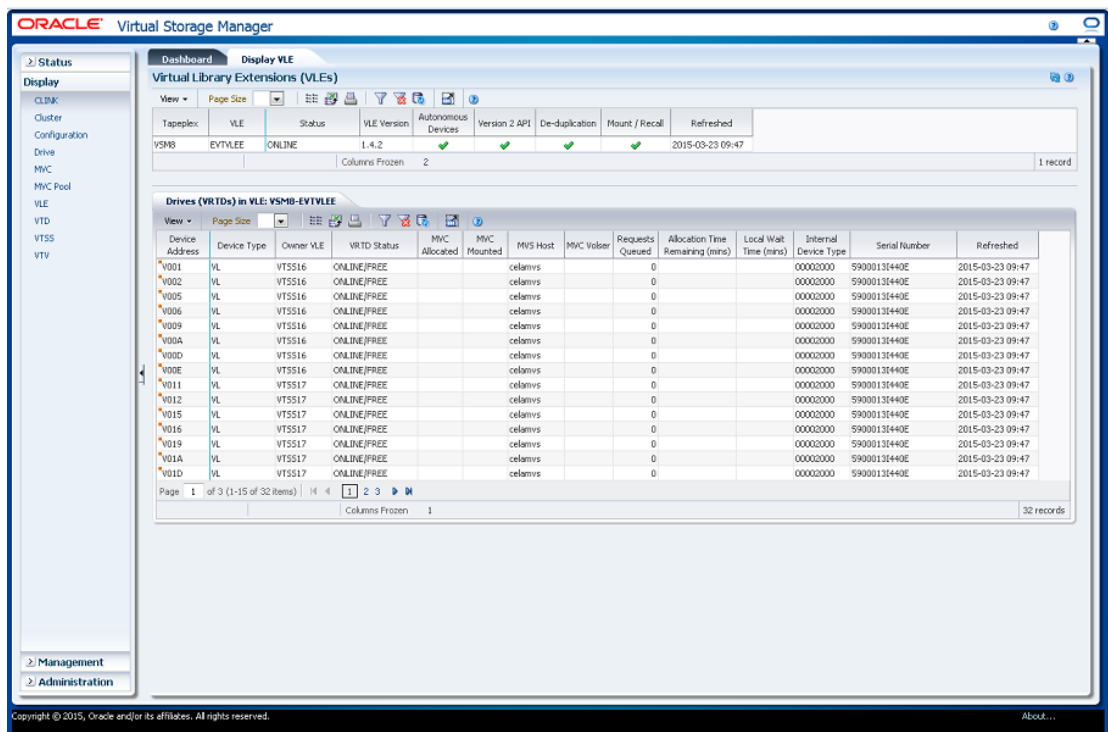 ORACLE Virtual Storage Manager
Status
Display
CLINK
Cluster
Configuration
Drive
MVC
MVC Pool
VLE
VTD
VTSS
VTV
Management
Administration
Dashboard Display VLE
Virtual Library Extensions (VLEs)
View Page Size
Tapeplex VLE Status VLE Version Autonomous Devices Version 2 API De-duplication Mount / Recall Refreshed
VSM8 EVTVLEE ONLINE 1.4.2 2015-03-23 09:47
Columns Frozen 2 1 record
Drives (VRTDs) in VLE: VSM8-EVTVLEE
View Page Size
Device Address Device Type Owner VLE VRTD Status MVC Allocated MVC Mounted MVS Host MVC Volser Requests Queued Allocation Time Remaining (mins) Local Wait Time (mins) Internal Device Type Serial Number Refreshed
V001 VL VTSS16 ONLINE/FREE celamvs 0 00002000 5900013I440E 2015-03-23 09:47
V002 VL VTSS16 ONLINE/FREE celamvs 0 00002000 5900013I440E 2015-03-23 09:47
V005 VL VTSS16 ONLINE/FREE celamvs 0 00002000 5900013I440E 2015-03-23 09:47
V006 VL VTSS16 ONLINE/FREE celamvs 0 00002000 5900013I440E 2015-03-23 09:47
V009 VL VTSS16 ONLINE/FREE celamvs 0 00002000 5900013I440E 2015-03-23 09:47
V00A VL VTSS16 ONLINE/FREE celamvs 0 00002000 5900013I440E 2015-03-23 09:47
V00D VL VTSS16 ONLINE/FREE celamvs 0 00002000 5900013I440E 2015-03-23 09:47
V00E VL VTSS16 ONLINE/FREE celamvs 0 00002000 5900013I440E 2015-03-23 09:47
V011 VL VTSS17 ONLINE/FREE celamvs 0 00002000 5900013I440E 2015-03-23 09:47
V012 VL VTSS17 ONLINE/FREE celamvs 0 00002000 5900013I440E 2015-03-23 09:47
V015 VL VTSS17 ONLINE/FREE celamvs 0 00002000 5900013I440E 2015-03-23 09:47
V016 VL VTSS17 ONLINE/FREE celamvs 0 00002000 5900013I440E 2015-03-23 09:47
V019 VL VTSS17 ONLINE/FREE celamvs 0 00002000 5900013I440E 2015-03-23 09:47
V01A VL VTSS17 ONLINE/FREE celamvs 0 00002000 5900013I440E 2015-03-23 09:47
V01D VL VTSS17 ONLINE/FREE celamvs 0 00002000 5900013I440E 2015-03-23 09:47
Page 1 of 3 (1-15 of 32 items) 1 2 3
Columns Frozen 1 32 records
Copyright © 2015, Oracle and/or its affiliates. All rights reserved. About...